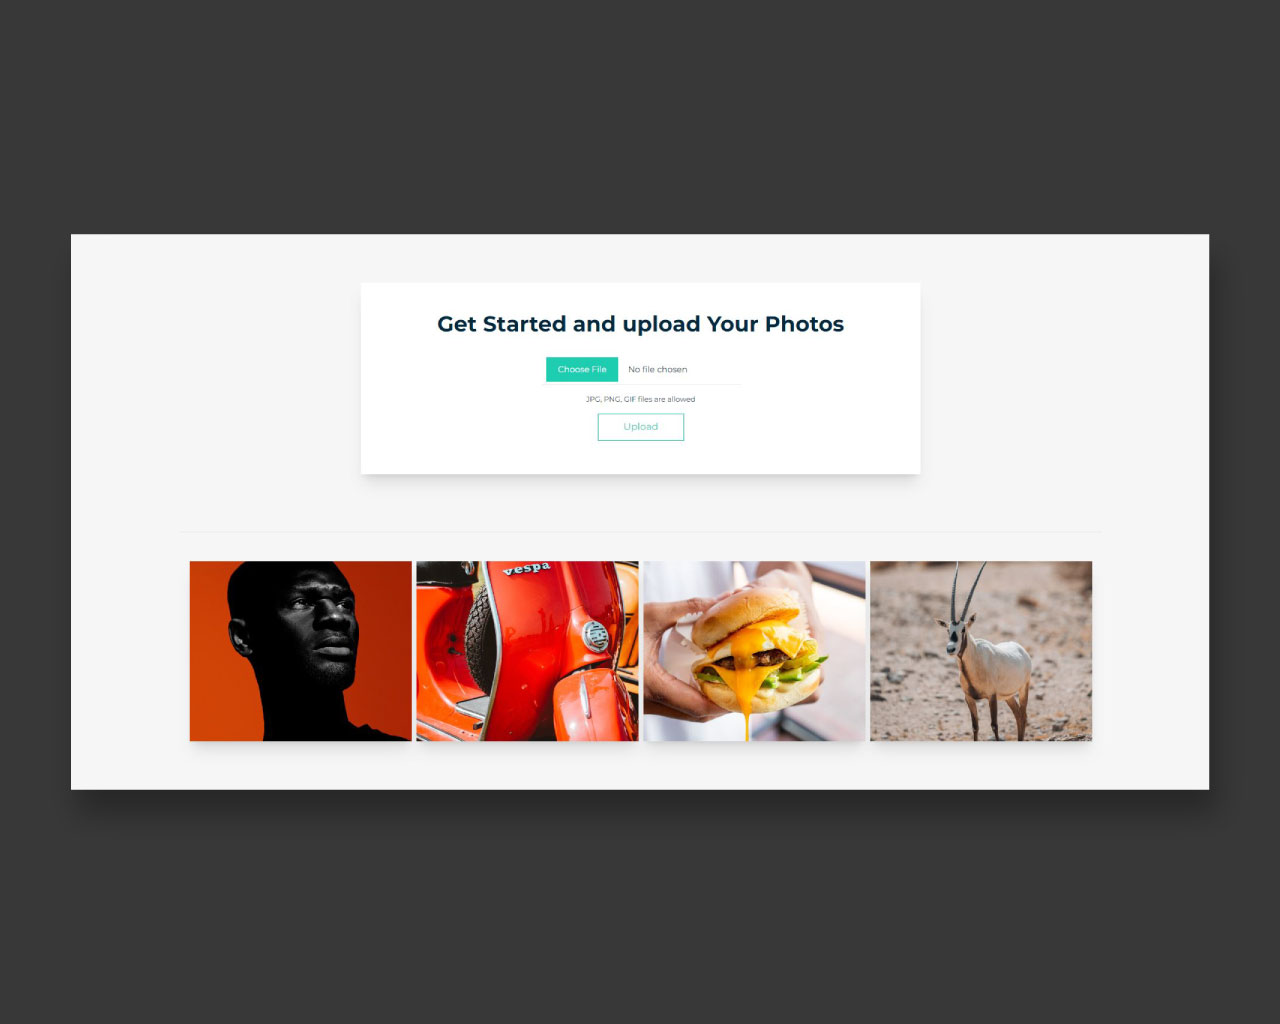 Get Started and upload Your Photos
Choose File No file chosen
JPG, PNG, GIF files are allowed
Upload
vespa